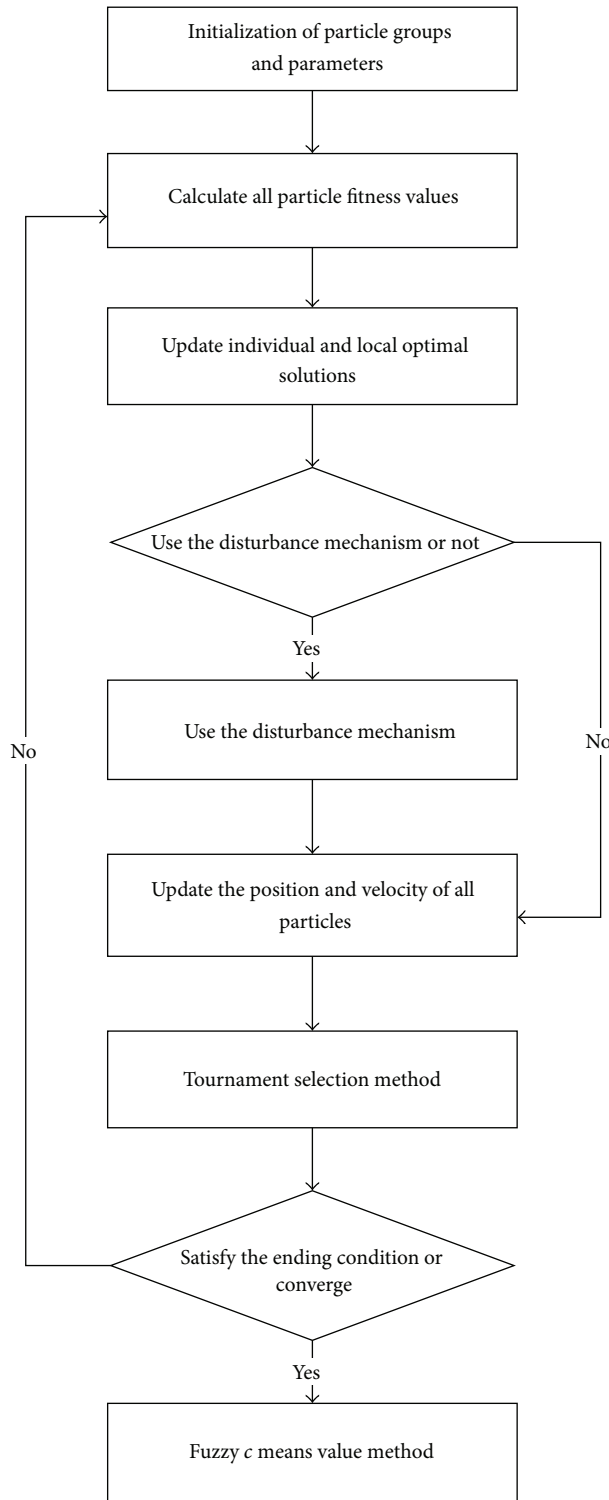 Initialization of particle groups
and parameters
Calculate all particle fitness values
Update individual and local optimal
solutions
Use the disturbance mechanism or not
Yes
Use the disturbance mechanism
No
No
Update the position and velocity of all
particles
Tournament selection method
Satisfy the ending condition or
converge
Yes
Fuzzy c means value method